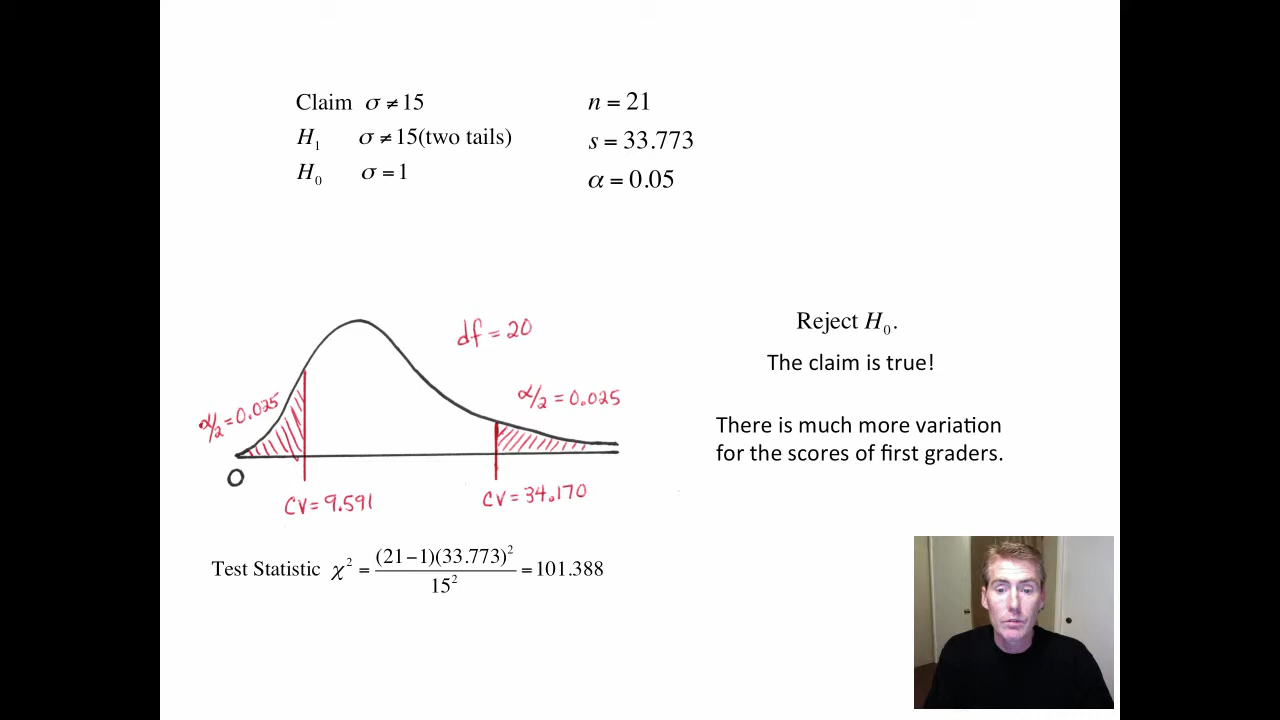 Claim σ ≠ 15
H₁ σ ≠ 15(two tails)
H₀ σ = 1
n = 21
s = 33.773
α = 0.05
df = 20
α/2 = 0.025
α/2 = 0.025
0
CV = 9.591
CV = 34.170
Test Statistic χ² = (21−1)(33.773)² / 15² = 101.388
Reject H₀.
The claim is true!
There is much more variation
for the scores of first graders.